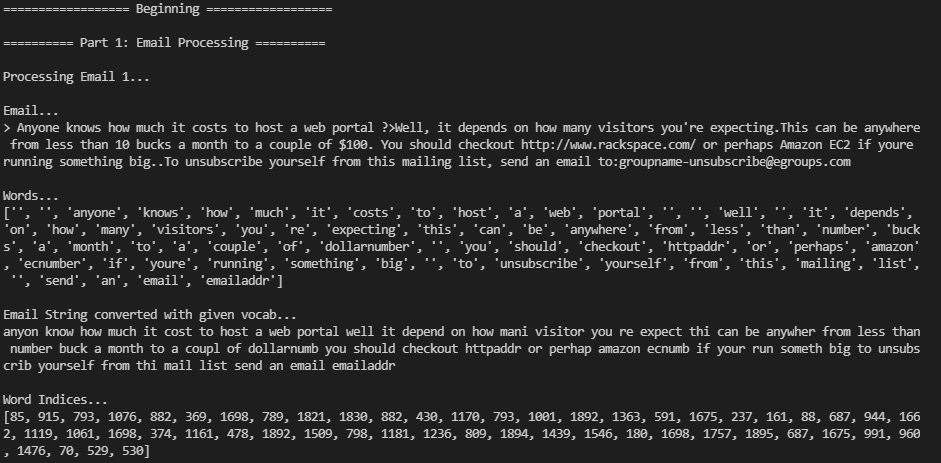 ================== Beginning ==================
========== Part 1: Email Processing ==========
Processing Email 1...
Email...
> Anyone knows how much it costs to host a web portal ?>Well, it depends on how many visitors you're expecting.This can be anywhere
 from less than 10 bucks a month to a couple of $100. You should checkout http://www.rackspace.com/ or perhaps Amazon EC2 if youre
running something big..To unsubscribe yourself from this mailing list, send an email to:groupname-unsubscribe@egroups.com
Words...
['', '', 'anyone', 'knows', 'how', 'much', 'it', 'costs', 'to', 'host', 'a', 'web', 'portal', '', '', 'well', '', 'it', 'depends',
'on', 'how', 'many', 'visitors', 'you', 're', 'expecting', 'this', 'can', 'be', 'anywhere', 'from', 'less', 'than', 'number', 'buck
s', 'a', 'month', 'to', 'a', 'couple', 'of', 'dollarnumber', '', 'you', 'should', 'checkout', 'httpaddr', 'or', 'perhaps', 'amazon'
, 'ecnumber', 'if', 'youre', 'running', 'something', 'big', '', 'to', 'unsubscribe', 'yourself', 'from', 'this', 'mailing', 'list',
 '', 'send', 'an', 'email', 'emailaddr']
Email String converted with given vocab...
anyon know how much it cost to host a web portal well it depend on how mani visitor you re expect thi can be anywher from less than
 number buck a month to a coupl of dollarnumb you should checkout httpaddr or perhap amazon ecnumb if your run someth big to unsubs
crib yourself from thi mail list send an email emailaddr
Word Indices...
[85, 915, 793, 1076, 882, 369, 1698, 789, 1821, 1830, 882, 430, 1170, 793, 1001, 1892, 1363, 591, 1675, 237, 161, 88, 687, 944, 166
2, 1119, 1061, 1698, 374, 1161, 478, 1892, 1509, 798, 1181, 1236, 809, 1894, 1439, 1546, 180, 1698, 1757, 1895, 687, 1675, 991, 960
, 1476, 70, 529, 530]